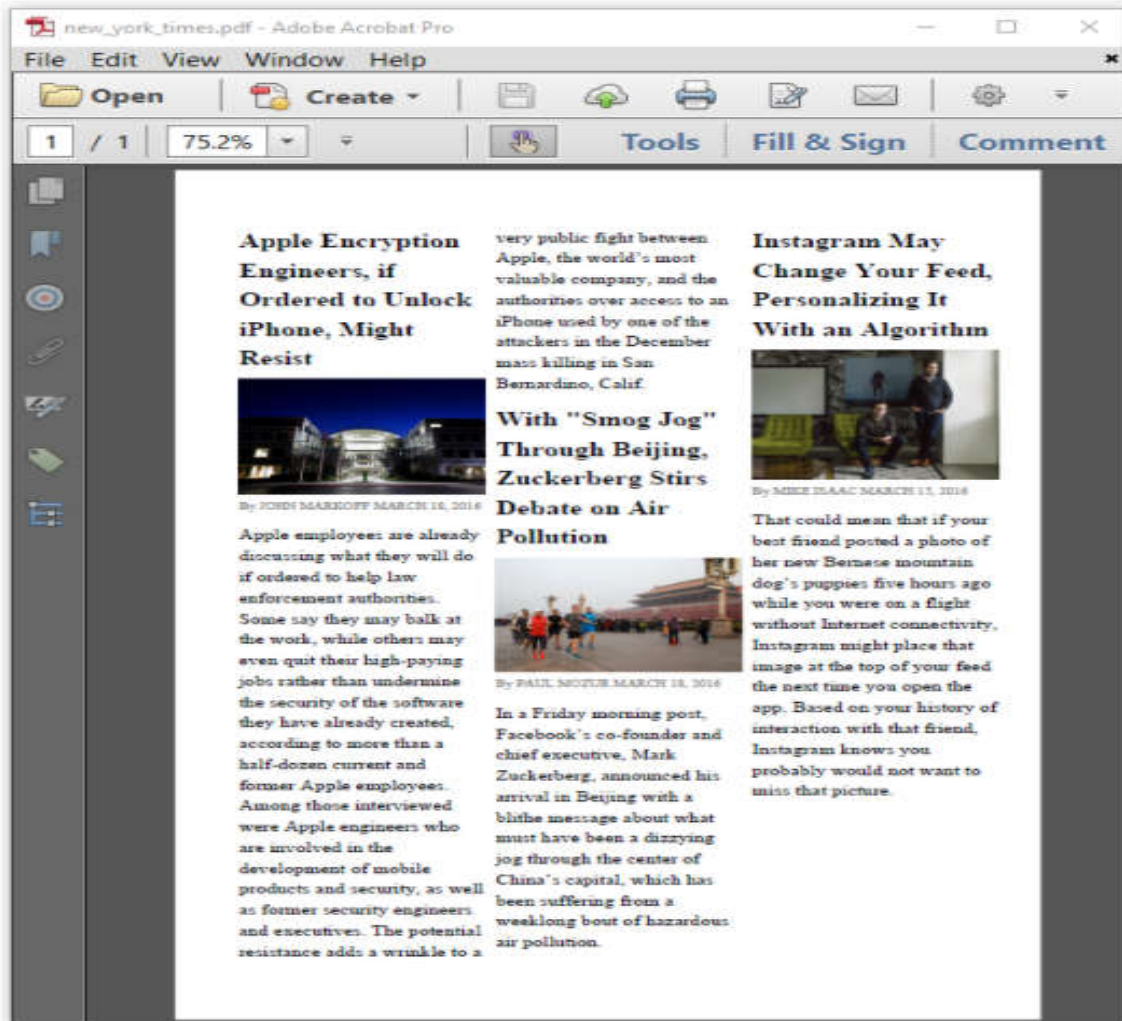 new_york_times.pdf - Adobe Acrobat Pro
File Edit View Window Help
Open Create
1 / 1 75.2% Tools Fill & Sign Comment
Apple Encryption
Engineers, if
Ordered to Unlock
iPhone, Might
Resist
By JOHN MARKOFF MARCH 18, 2016
Apple employees are already
discussing what they will do
if ordered to help law
enforcement authorities.
Some say they may balk at
the work, while others may
even quit their high-paying
jobs rather than undermine
the security of the software
they have already created,
according to more than a
half-dozen current and
former Apple employees.
Among those interviewed
were Apple engineers who
are involved in the
development of mobile
products and security, as well
as former security engineers
and executives. The potential
resistance adds a wrinkle to a
very public fight between
Apple, the world's most
valuable company, and the
authorities over access to an
iPhone used by one of the
attackers in the December
mass killing in San
Bernardino, Calif.
With "Smog Jog"
Through Beijing,
Zuckerberg Stirs
Debate on Air
Pollution
By PAUL MOZUR MARCH 18, 2016
In a Friday morning post,
Facebook's co-founder and
chief executive, Mark
Zuckerberg, announced his
arrival in Beijing with a
blithe message about what
must have been a dizzying
jog through the center of
China's capital, which has
been suffering from a
weeklong bout of hazardous
air pollution.
Instagram May
Change Your Feed,
Personalizing It
With an Algorithm
By MIKE ISAAC MARCH 15, 2016
That could mean that if your
best friend posted a photo of
her new Bernese mountain
dog's puppies five hours ago
while you were on a flight
without Internet connectivity,
Instagram might place that
image at the top of your feed
the next time you open the
app. Based on your history of
interaction with that friend,
Instagram knows you
probably would not want to
miss that picture.